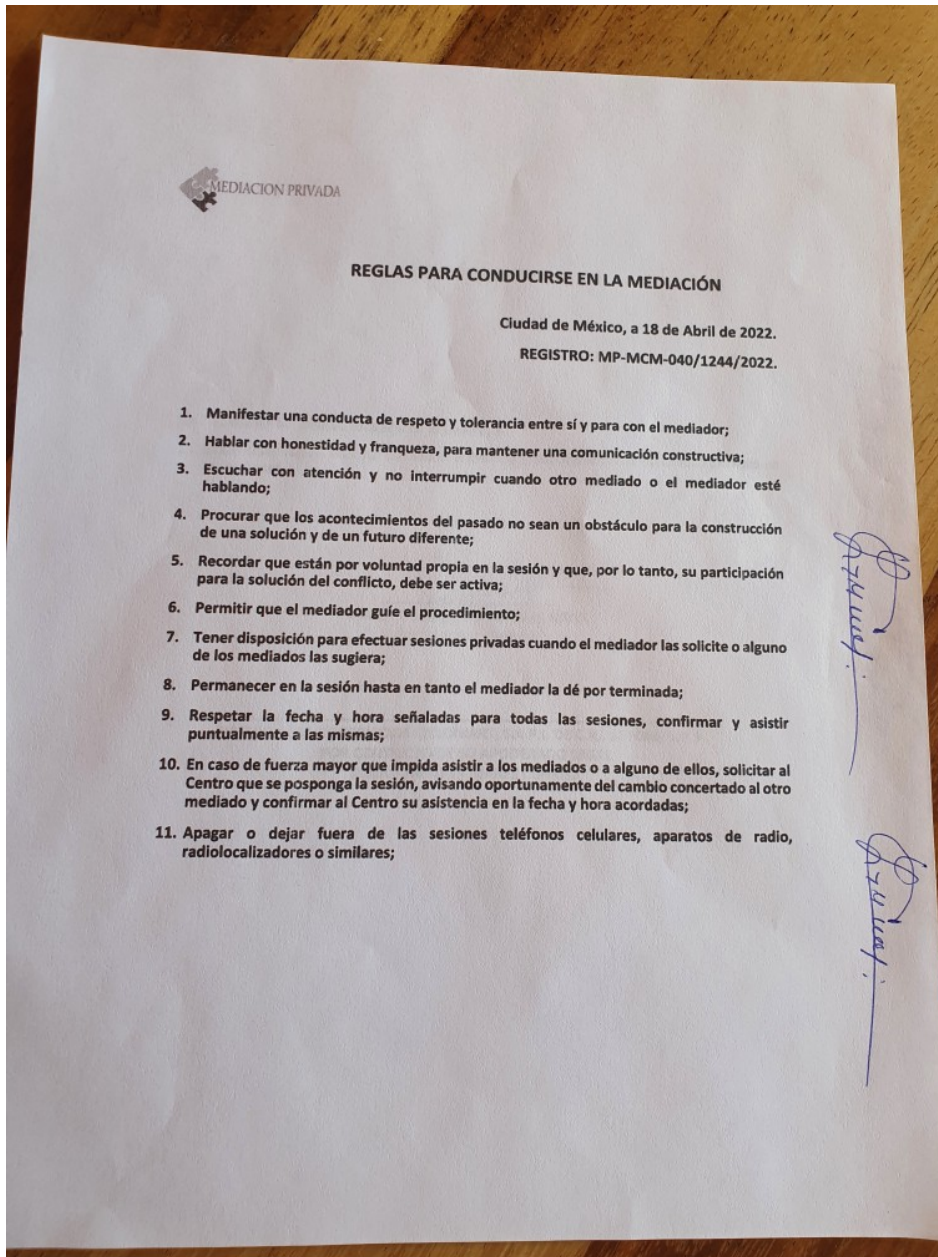 MEDIACION PRIVADA
REGLAS PARA CONDUCIRSE EN LA MEDIACIÓN
Ciudad de México, a 18 de Abril de 2022.
REGISTRO: MP-MCM-040/1244/2022.
1. Manifestar una conducta de respeto y tolerancia entre sí y para con el mediador;
2. Hablar con honestidad y franqueza, para mantener una comunicación constructiva;
3. Escuchar con atención y no interrumpir cuando otro mediado o el mediador esté
hablando;
4. Procurar que los acontecimientos del pasado no sean un obstáculo para la construcción
de una solución y de un futuro diferente;
5. Recordar que están por voluntad propia en la sesión y que, por lo tanto, su participación
para la solución del conflicto, debe ser activa;
6. Permitir que el mediador guíe el procedimiento;
7. Tener disposición para efectuar sesiones privadas cuando el mediador las solicite o alguno
de los mediados las sugiera;
8. Permanecer en la sesión hasta en tanto el mediador la dé por terminada;
9. Respetar la fecha y hora señaladas para todas las sesiones, confirmar y asistir
puntualmente a las mismas;
10. En caso de fuerza mayor que impida asistir a los mediados o a alguno de ellos, solicitar al
Centro que se posponga la sesión, avisando oportunamente del cambio concertado al otro
mediado y confirmar al Centro su asistencia en la fecha y hora acordadas;
11. Apagar o dejar fuera de las sesiones teléfonos celulares, aparatos de radio,
radiolocalizadores o similares;